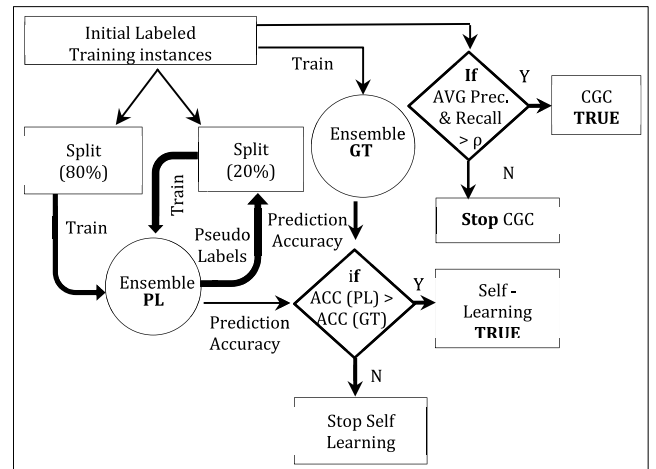 Initial Labeled
Training instances
Train
If
AVG Prec.
& Recall
> ρ
Y
CGC
TRUE
N
Stop CGC
Split
(80%)
Split
(20%)
Ensemble
GT
Train
Train
Pseudo
Labels
Prediction
Accuracy
Ensemble
PL
Prediction
Accuracy
if
ACC (PL) >
ACC (GT)
Y
Self -
Learning
TRUE
N
Stop Self
Learning